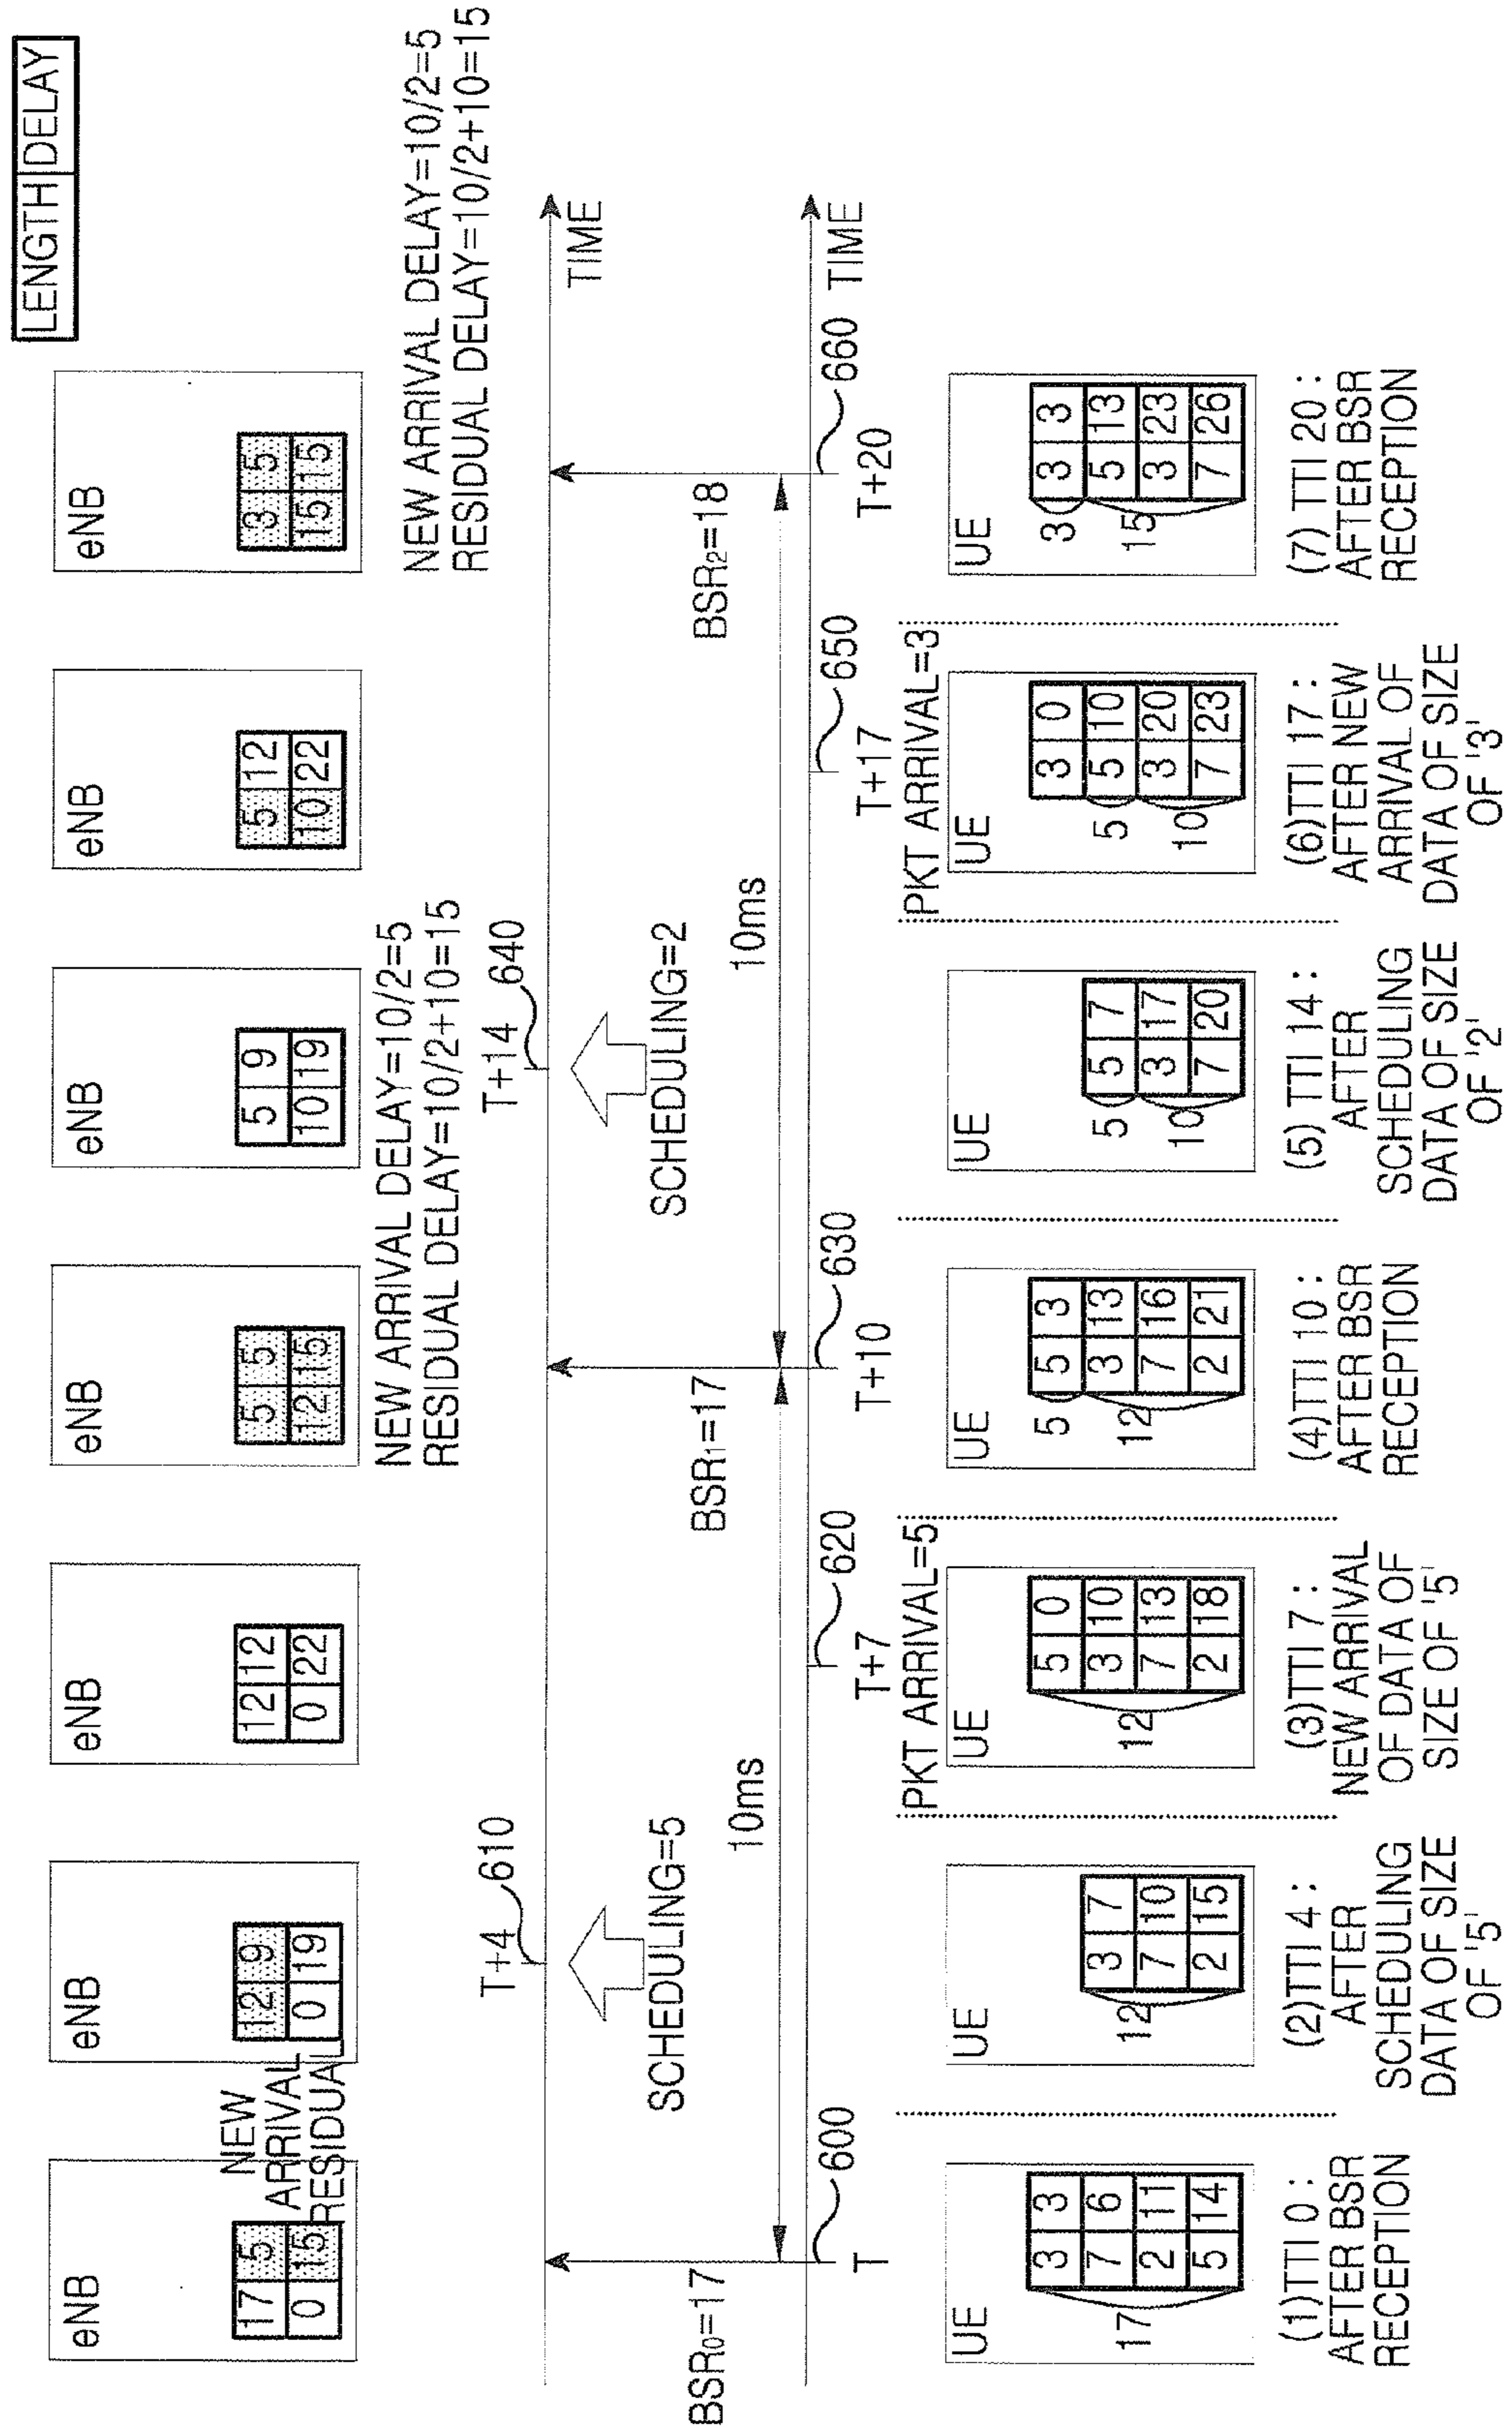 LENGTH DELAY
eNB
17 5
0 15
NEW
ARRIVAL
RESIDUAL
eNB
12 9
0 19
eNB
12 12
0 22
eNB
5 5
12 15
NEW ARRIVAL DELAY=10/2=5
RESIDUAL DELAY=10/2+10=15
eNB
5 9
10 19
eNB
5 12
10 22
eNB
3 5
15 15
NEW ARRIVAL DELAY=10/2=5
RESIDUAL DELAY=10/2+10=15
T+4 610
T+14 640
TIME
SCHEDULING=5
SCHEDULING=2
BSR0=17
10ms
BSR1=17
10ms
BSR2=18
600
620
630
650
660
TIME
T
T+7
PKT ARRIVAL=5
T+10
T+17
PKT ARRIVAL=3
T+20
UE
17
3 3
7 6
2 11
5 14
(1)TTI 0 :
AFTER BSR
RECEPTION
UE
12
3 7
7 10
2 15
(2)TTI 4 :
AFTER
SCHEDULING
DATA OF SIZE
OF '5'
UE
12
5 0
3 10
7 13
2 18
(3)TTI 7 :
NEW ARRIVAL
OF DATA OF
SIZE OF '5'
UE
5
12
5 3
3 13
7 16
2 21
(4)TTI 10 :
AFTER BSR
RECEPTION
UE
5
10
5 7
3 17
7 20
(5) TTI 14 :
AFTER
SCHEDULING
DATA OF SIZE
OF '2'
UE
5
10
3 0
5 10
3 20
7 23
(6)TTI 17 :
AFTER NEW
ARRIVAL OF
DATA OF SIZE
OF '3'
UE
3
15
3 3
5 13
3 23
7 26
(7) TTI 20 :
AFTER BSR
RECEPTION